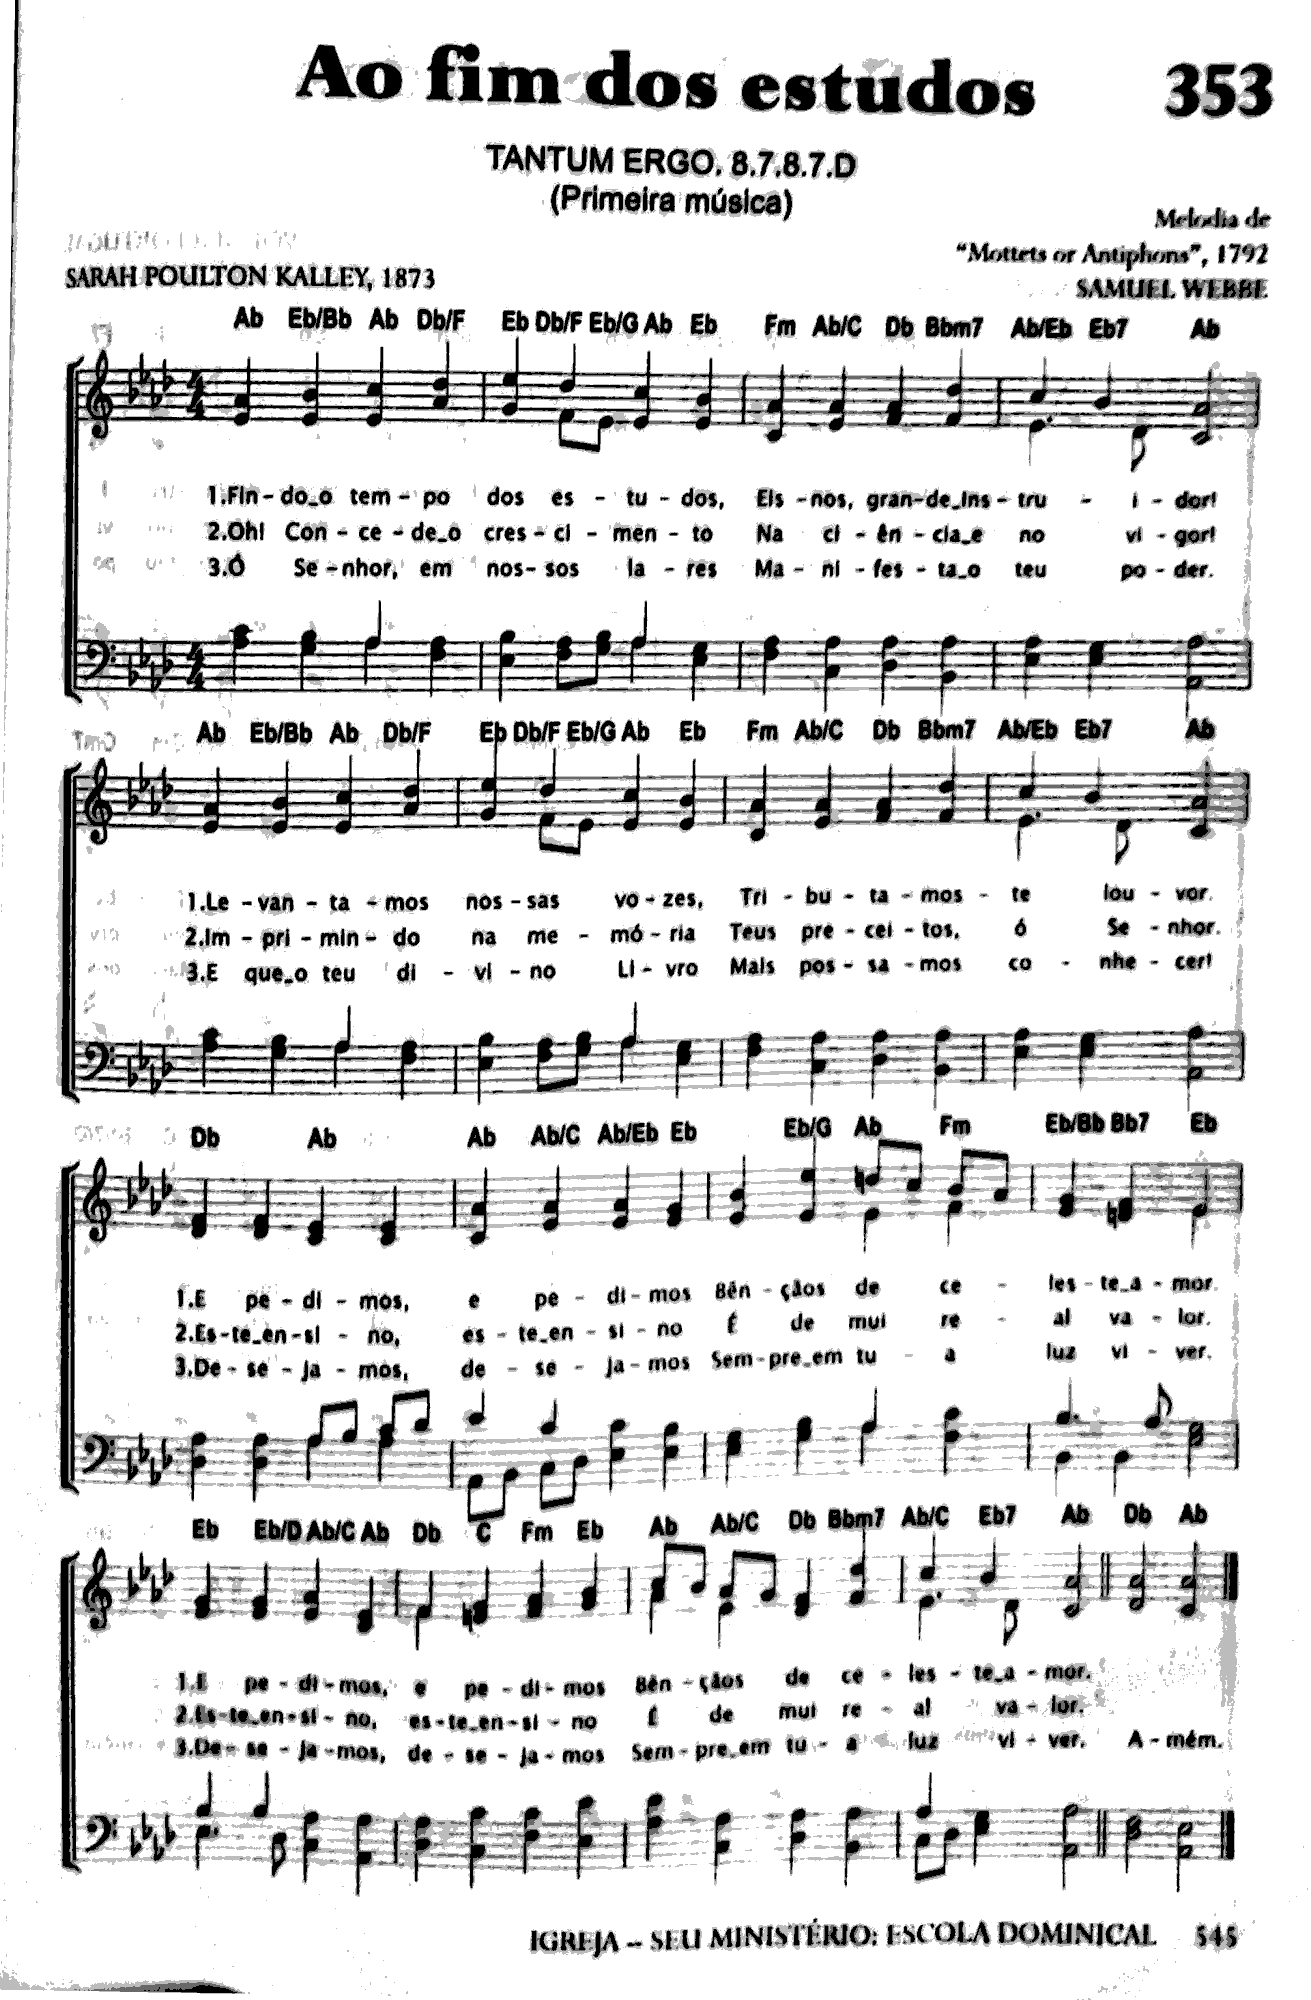 Ao fim dos estudos 353
TANTUM ERGO. 8.7.8.7.D
(Primeira música)
Melodia de
"Mottets or Antiphons", 1792
SARAH POULTON KALLEY, 1873
SAMUEL WEBBE
Ab Eb/Bb Ab Db/F Eb Db/F Eb/G Ab Eb Fm Ab/C Db Bbm7 Ab/Eb Eb7 Ab
1.Fin-do_o tem-po dos es-tu-dos, Eis-nos, gran-de_Ins-tru-i-dor!
2.Oh! Con-ce-de_o cres-ci-men-to Na ci-ên-cia_e no vi-gor!
3.Ó Se-nhor, em nos-sos la-res Ma-ni-fes-ta_o teu po-der.
Ab Eb/Bb Ab Db/F Eb Db/F Eb/G Ab Eb Fm Ab/C Db Bbm7 Ab/Eb Eb7 Ab
1.Le-van-ta-mos nos-sas vo-zes, Tri-bu-ta-mos-te lou-vor.
2.Im-pri-min-do na me-mó-ria Teus pre-cei-tos, ó Se-nhor.
3.E que_o teu di-vi-no Li-vro Mais pos-sa-mos co-nhe-cer!
Db Ab Ab Ab/C Ab/Eb Eb Eb/G Ab Fm Eb/Bb Bb7 Eb
1.E pe-di-mos, e pe-di-mos Bên-çãos de ce-les-te_a-mor.
2.Es-te_en-si-no, es-te_en-si-no É de mui re-al va-lor.
3.De-se-ja-mos, de-se-ja-mos Sem-pre_em tu-a luz vi-ver.
Eb Eb/D Ab/C Ab Db C Fm Eb Ab Ab/C Db Bbm7 Ab/C Eb7 Ab Db Ab
1.E pe-di-mos, e pe-di-mos Bên-çãos de ce-les-te_a-mor.
2.Es-te_en-si-no, es-te_en-si-no É de mui re-al va-lor.
3.De-se-ja-mos, de-se-ja-mos Sem-pre_em tu-a luz vi-ver. A-mém.
IGREJA – SEU MINISTÉRIO: ESCOLA DOMINICAL 545